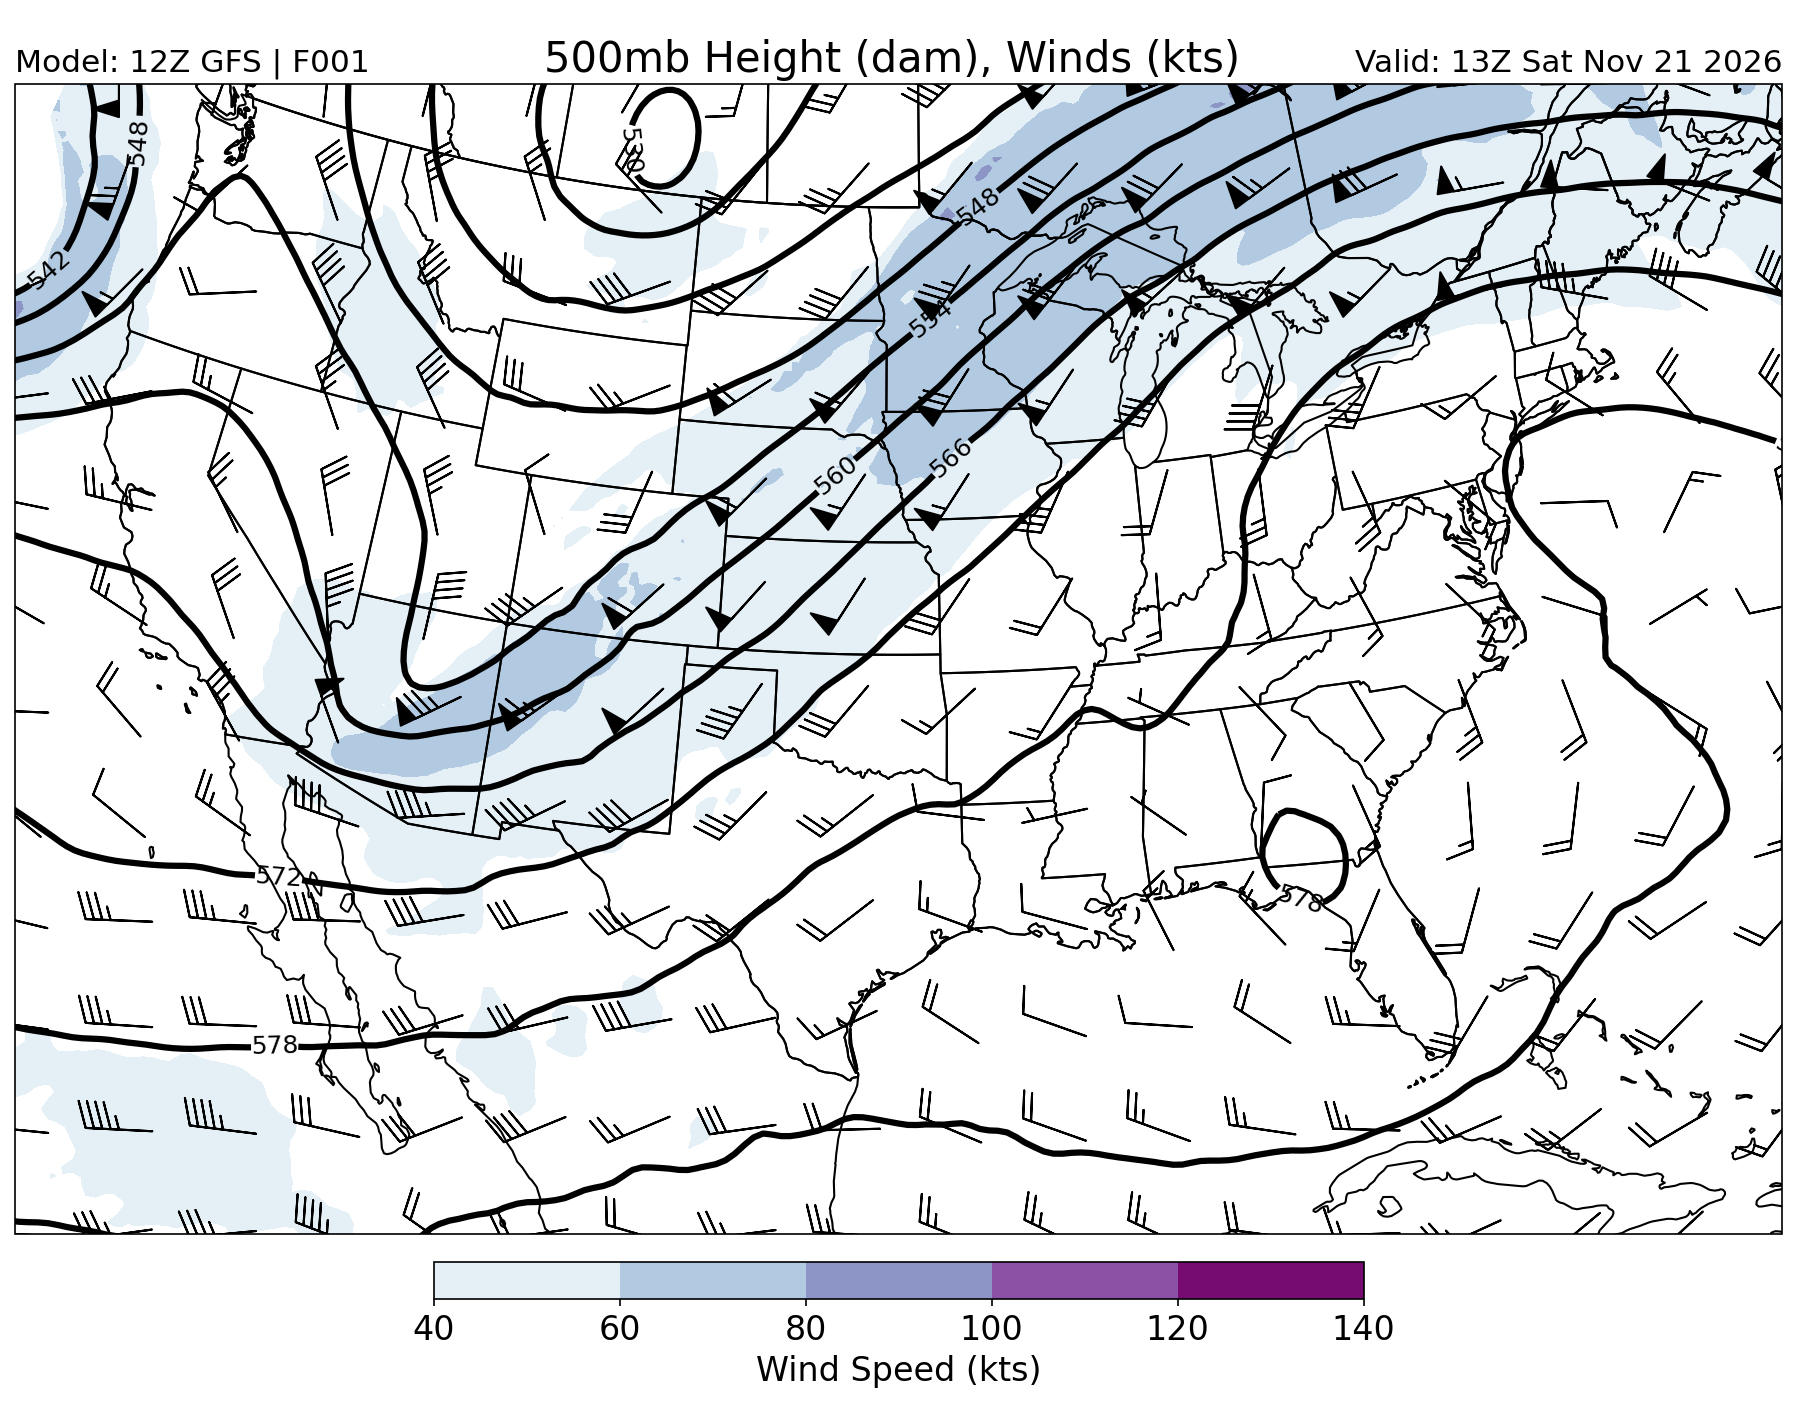 Model: 12Z GFS | F001
500mb Height (dam), Winds (kts)
Valid: 13Z Sat Nov 21 2026
548
530
548
542
554
560
566
572
578
578
40 60 80 100 120 140
Wind Speed (kts)